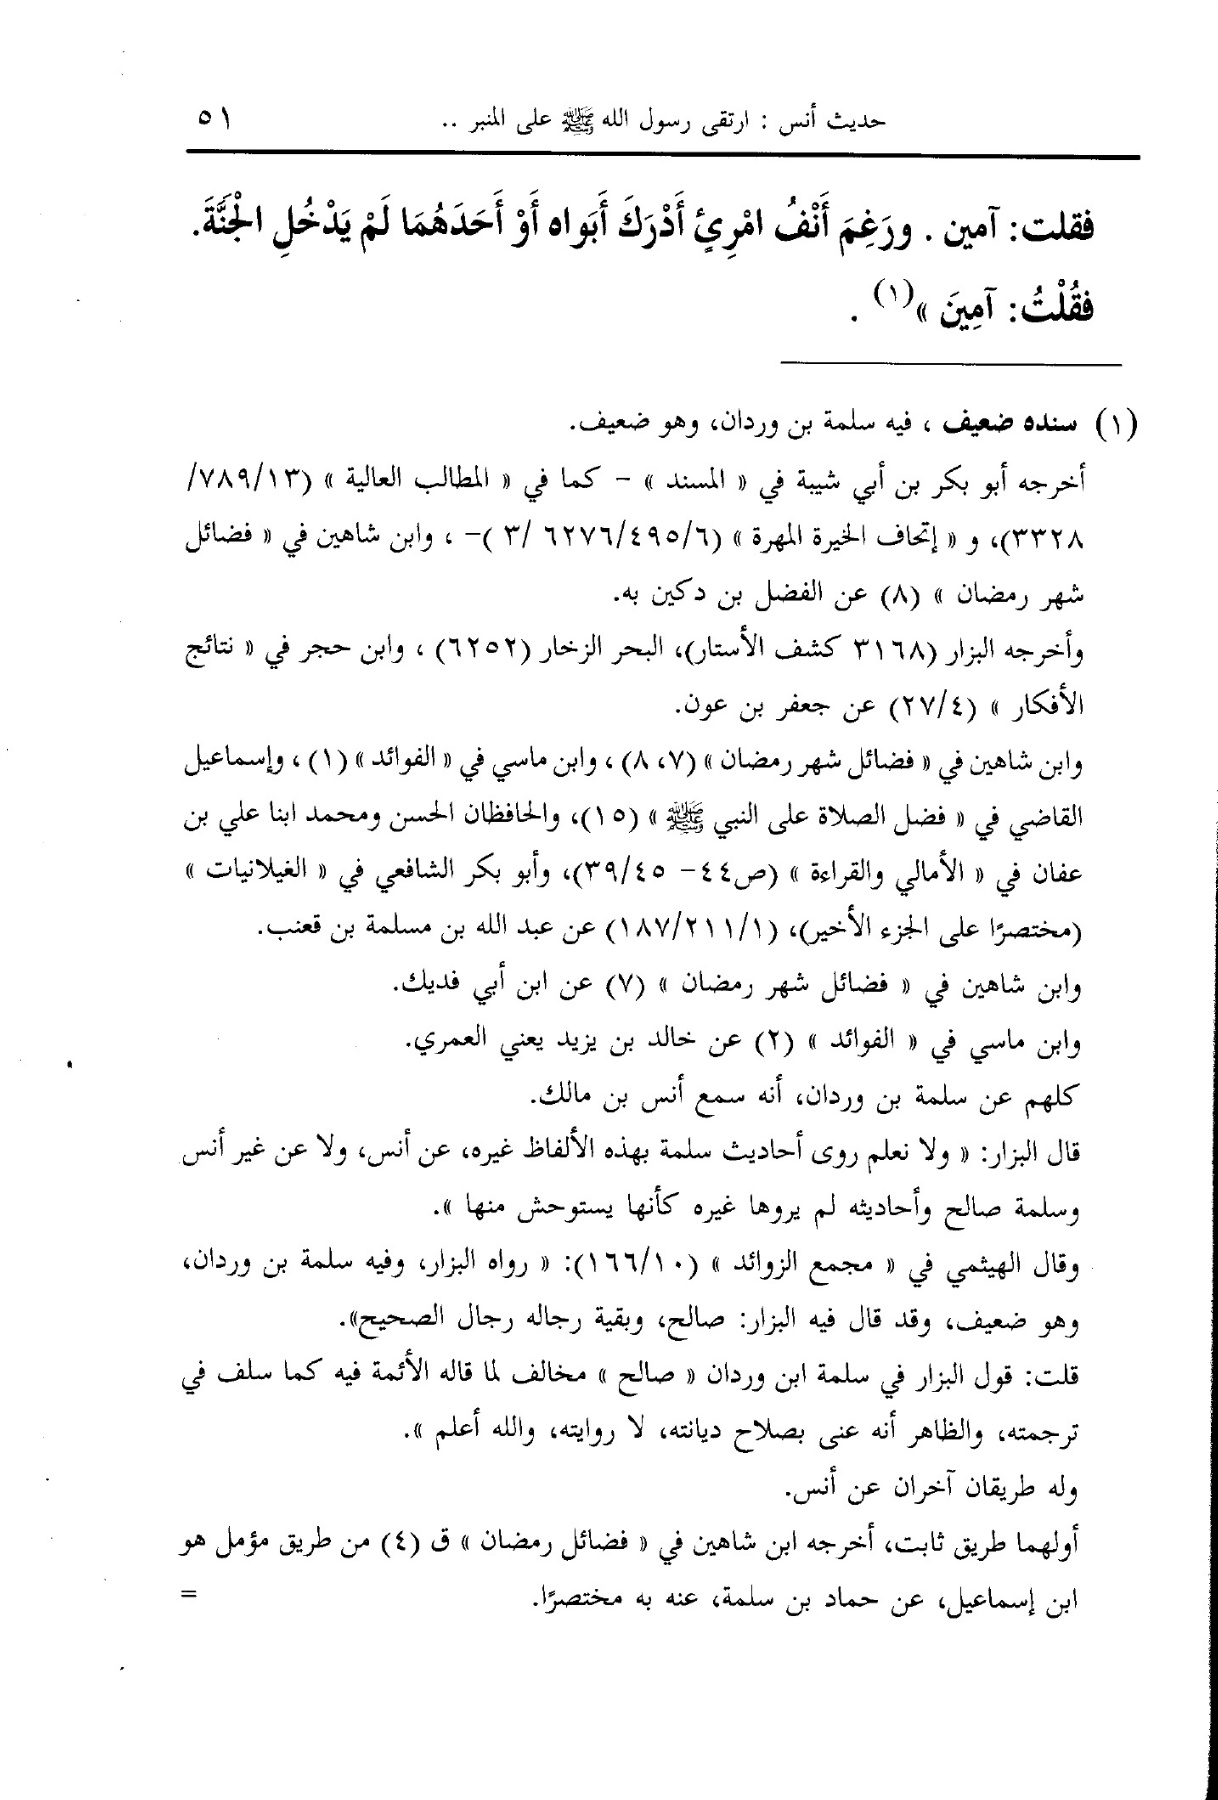 حديث أنس : ارتقى رسول الله ﷺ على المنبر .. ٥١
فقلت: آمين . ورَغِمَ أَنْفُ امْرِئٍ أَدْرَكَ أَبَواه أَوْ أَحَدَهُمَا لَمْ يَدْخُلِ الْجَنَّةَ.
فقُلْتُ: آمِينَ »(١) .
(١) سنده ضعيف ، فيه سلمة بن وردان، وهو ضعيف.
أخرجه أبو بكر بن أبي شيبة في « المسند » - كما في « المطالب العالية » (٧٨٩/١٣/
٣٣٢٨)، و « إتحاف الخيرة المهرة » (٦٢٧٦/٤٩٥/٦ /٣ )- ، وابن شاهين في « فضائل
شهر رمضان » (٨) عن الفضل بن دكين به.
وأخرجه البزار (٣١٦٨ كشف الأستار)، البحر الزخار (٦٢٥٢) ، وابن حجر في « نتائج
الأفكار » (٢٧/٤) عن جعفر بن عون.
وابن شاهين في « فضائل شهر رمضان » (٧، ٨) ، وابن ماسي في « الفوائد » (١) ، وإسماعيل
القاضي في « فضل الصلاة على النبي ﷺ » (١٥)، والحافظان الحسن ومحمد ابنا علي بن
عفان في « الأمالي والقراءة » (ص٤٤- ٣٩/٤٥)، وأبو بكر الشافعي في « الغيلانيات »
(مختصرًا على الجزء الأخير)، (١٨٧/٢١١/١) عن عبد الله بن مسلمة بن قعنب.
وابن شاهين في « فضائل شهر رمضان » (٧) عن ابن أبي فديك.
وابن ماسي في « الفوائد » (٢) عن خالد بن يزيد يعني العمري.
كلهم عن سلمة بن وردان، أنه سمع أنس بن مالك.
قال البزار: « ولا نعلم روى أحاديث سلمة بهذه الألفاظ غيره، عن أنس، ولا عن غير أنس
وسلمة صالح وأحاديثه لم يروها غيره كأنها يستوحش منها ».
وقال الهيثمي في « مجمع الزوائد » (١٦٦/١٠): « رواه البزار، وفيه سلمة بن وردان،
وهو ضعيف، وقد قال فيه البزار: صالح، وبقية رجاله رجال الصحيح».
قلت: قول البزار في سلمة ابن وردان « صالح » مخالف لما قاله الأئمة فيه كما سلف في
ترجمته، والظاهر أنه عنى بصلاح ديانته، لا روايته، والله أعلم ».
وله طريقان آخران عن أنس.
أولهما طريق ثابت، أخرجه ابن شاهين في « فضائل رمضان » ق (٤) من طريق مؤمل هو
ابن إسماعيل، عن حماد بن سلمة، عنه به مختصرًا. =